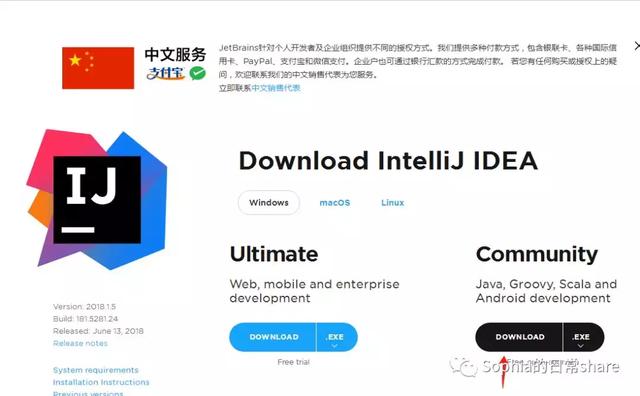 中文服务
支付宝
JetBrains针对个人开发者及企业组织提供不同的授权方式。我们提供多种付款方式，包含银联卡、各种国际信
用卡、PayPal、支付宝和微信支付。企业户也可通过银行汇款的方式完成付款。 若您有任何购买或授权上的疑
问，欢迎联系我们的中文销售代表为您服务。
立即联系中文销售代表
IJ
Download IntelliJ IDEA
Windows macOS Linux
Ultimate
Web, mobile and enterprise
development
DOWNLOAD .EXE
Free trial
Community
Java, Groovy, Scala and
Android development
DOWNLOAD .EXE
Version: 2018.1.5
Build: 181.5281.24
Released: June 13, 2018
Release notes
System requirements
Installation Instructions
Previous versions
Sophia的日常share